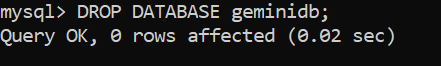 mysql> DROP DATABASE geminidb;
Query OK, 0 rows affected (0.02 sec)